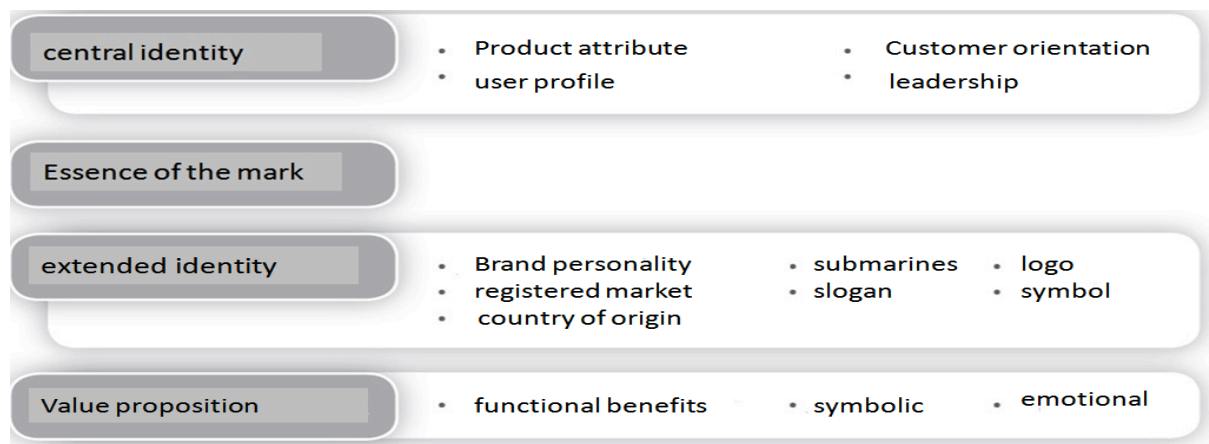 central identity
• Product attribute • Customer orientation
• user profile • leadership
Essence of the mark
extended identity
• Brand personality • submarines • logo
• registered market • slogan • symbol
• country of origin
Value proposition • functional benefits • symbolic • emotional